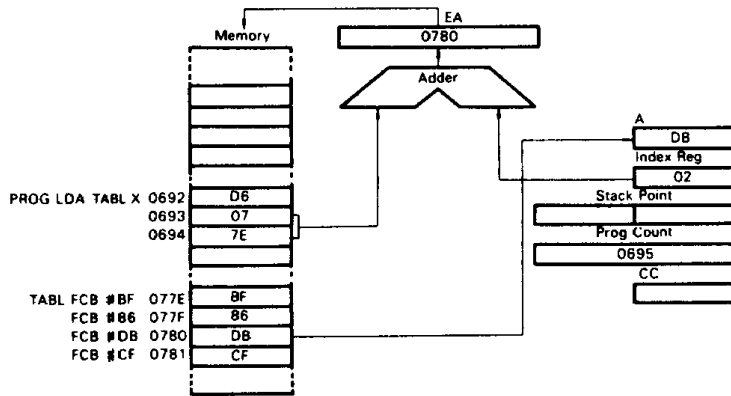 EA
Memory
0780
Adder
A
DB
Index Reg
02
Stack Point
Prog Count
0695
CC
PROG LDA TABL X 0692 D6
0693 07
0694 7E
TABL FCB #BF 077E BF
FCB #86 077F 86
FCB #DB 0780 DB
FCB #CF 0781 CF